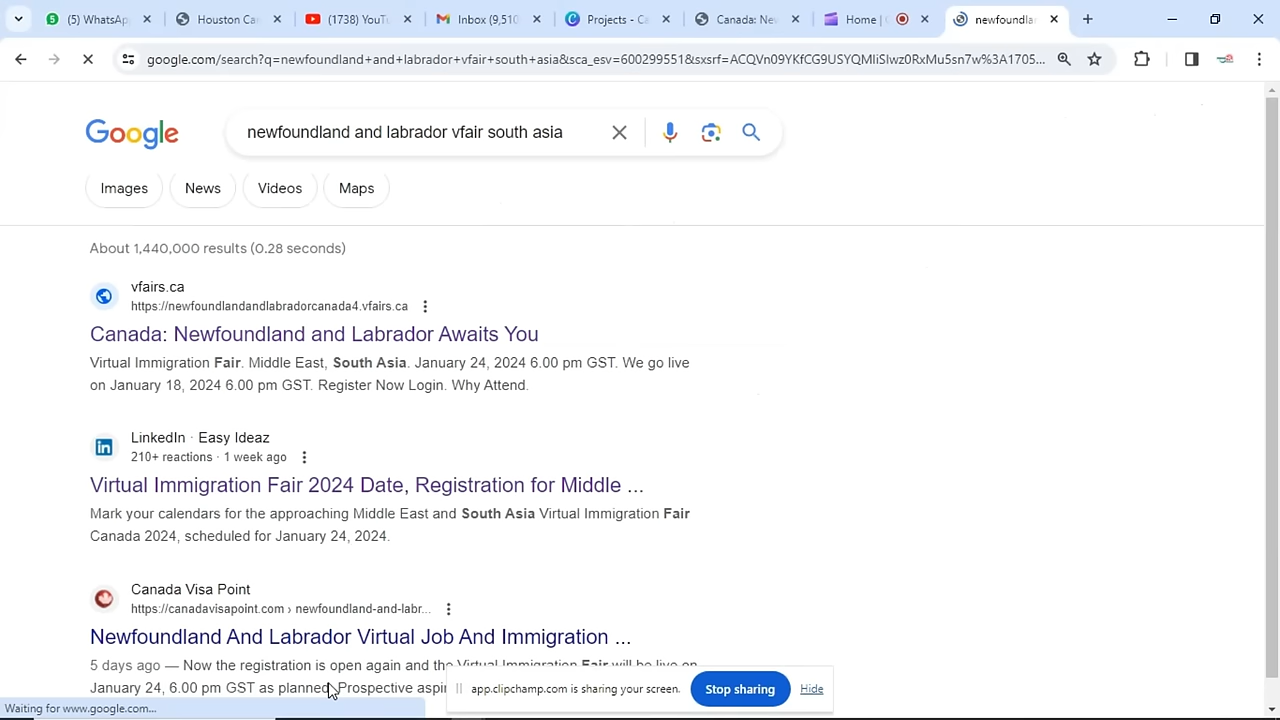 (5) WhatsAp
Houston Ca
(1738) YouT
Inbox (9,510
Projects - Ca
Canada: Ne
Home |
newfoundla
google.com/search?q=newfoundland+and+labrador+vfair+south+asia&sca_esv=600299551&sxsrf=ACQVn09YKfCG9USYQMIiSIwz0RxMu5sn7w%3A1705...
Google
newfoundland and labrador vfair south asia
Images
News
Videos
Maps
About 1,440,000 results (0.28 seconds)
vfairs.ca
https://newfoundlandandlabradorcanada4.vfairs.ca
Canada: Newfoundland and Labrador Awaits You
Virtual Immigration Fair. Middle East, South Asia. January 24, 2024 6.00 pm GST. We go live
on January 18, 2024 6.00 pm GST. Register Now Login. Why Attend.
LinkedIn · Easy Ideaz
210+ reactions · 1 week ago
Virtual Immigration Fair 2024 Date, Registration for Middle ...
Mark your calendars for the approaching Middle East and South Asia Virtual Immigration Fair
Canada 2024, scheduled for January 24, 2024.
Canada Visa Point
https://canadavisapoint.com › newfoundland-and-labr...
Newfoundland And Labrador Virtual Job And Immigration ...
5 days ago — Now the registration is open again and the Virtual Immigration Fair will be live on
January 24, 6.00 pm GST as planned. Prospective aspir
app.clipchamp.com is sharing your screen.
Stop sharing
Hide
Waiting for www.google.com...